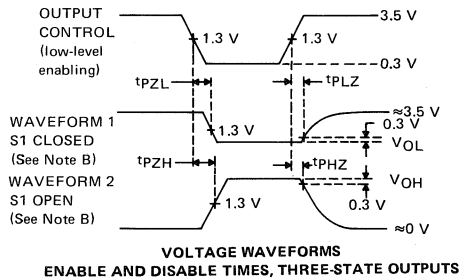 OUTPUT
CONTROL
(low-level
enabling)
3.5 V
1.3 V
1.3 V
0.3 V
tPZL
tPLZ
WAVEFORM 1
S1 CLOSED
(See Note B)
≈3.5 V
0.3 V
1.3 V
VOL
tPZH
tPHZ
WAVEFORM 2
S1 OPEN
(See Note B)
VOH
1.3 V
0.3 V
≈0 V
VOLTAGE WAVEFORMS
ENABLE AND DISABLE TIMES, THREE-STATE OUTPUTS